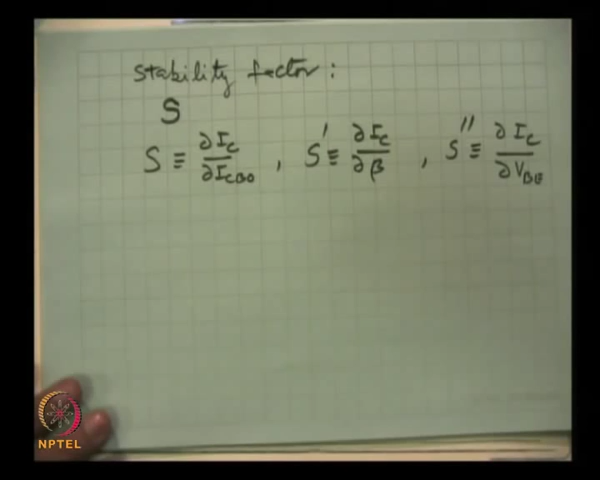 Stability factor :
S
S ≡ ∂I_C/∂I_CBO , S' ≡ ∂I_C/∂β , S'' ≡ ∂I_C/∂V_BE
NPTEL